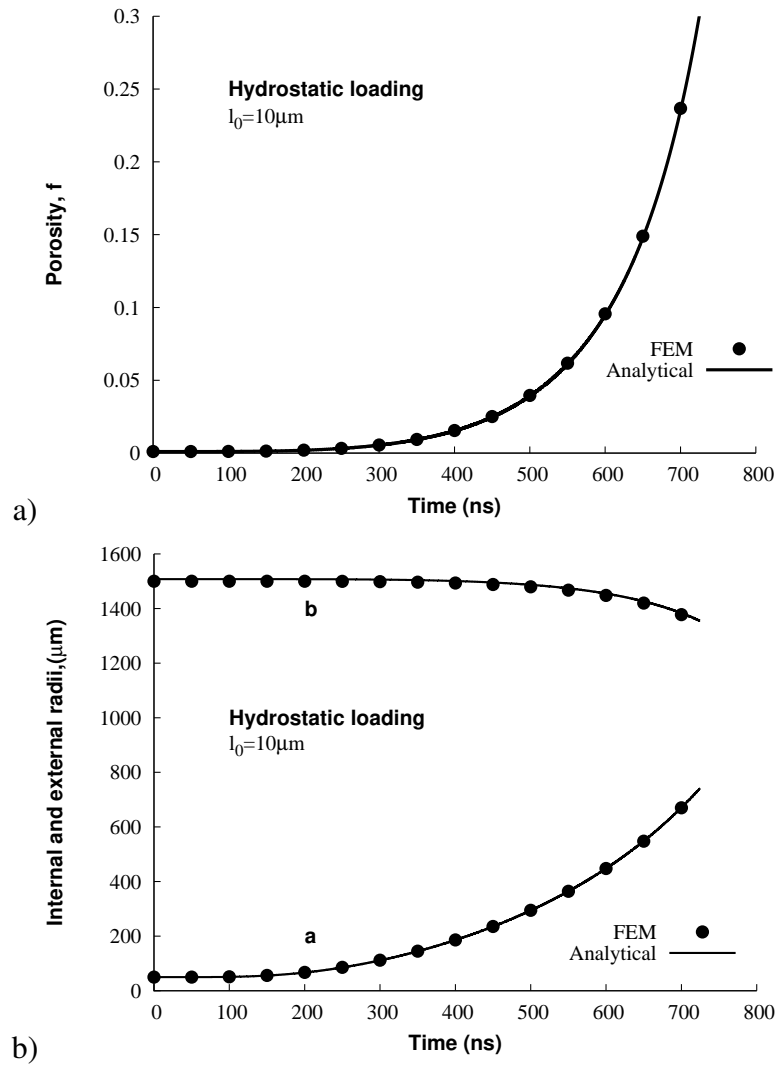 0.3
0.25
0.2
0.15
0.1
0.05
0
Porosity, f
Hydrostatic loading
l0=10μm
FEM
Analytical
0 100 200 300 400 500 600 700 800
Time (ns)
a)
1600
1400
1200
1000
800
600
400
200
0
Internal and external radii,(μm)
b
Hydrostatic loading
l0=10μm
a
FEM
Analytical
0 100 200 300 400 500 600 700 800
Time (ns)
b)